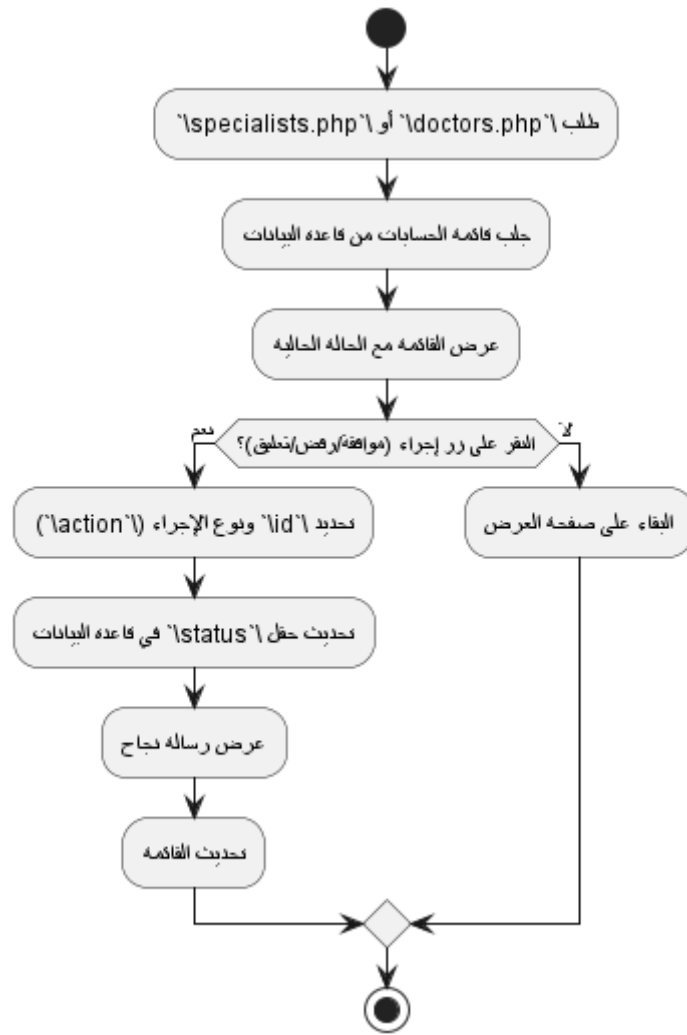 طلب \`doctors.php\` أو \`specialists.php\`
جلب قائمة الحسابات من قاعدة البيانات
عرض القائمة مع الحالة الحالية
النقر على زر إجراء (موافقة/رفض/تعليق)؟
نعم
لا
تحديد \`id\` ونوع الإجراء (\`action\`)
البقاء على صفحة العرض
تحديث حقل \`status\` في قاعدة البيانات
عرض رسالة نجاح
تحديث القائمة